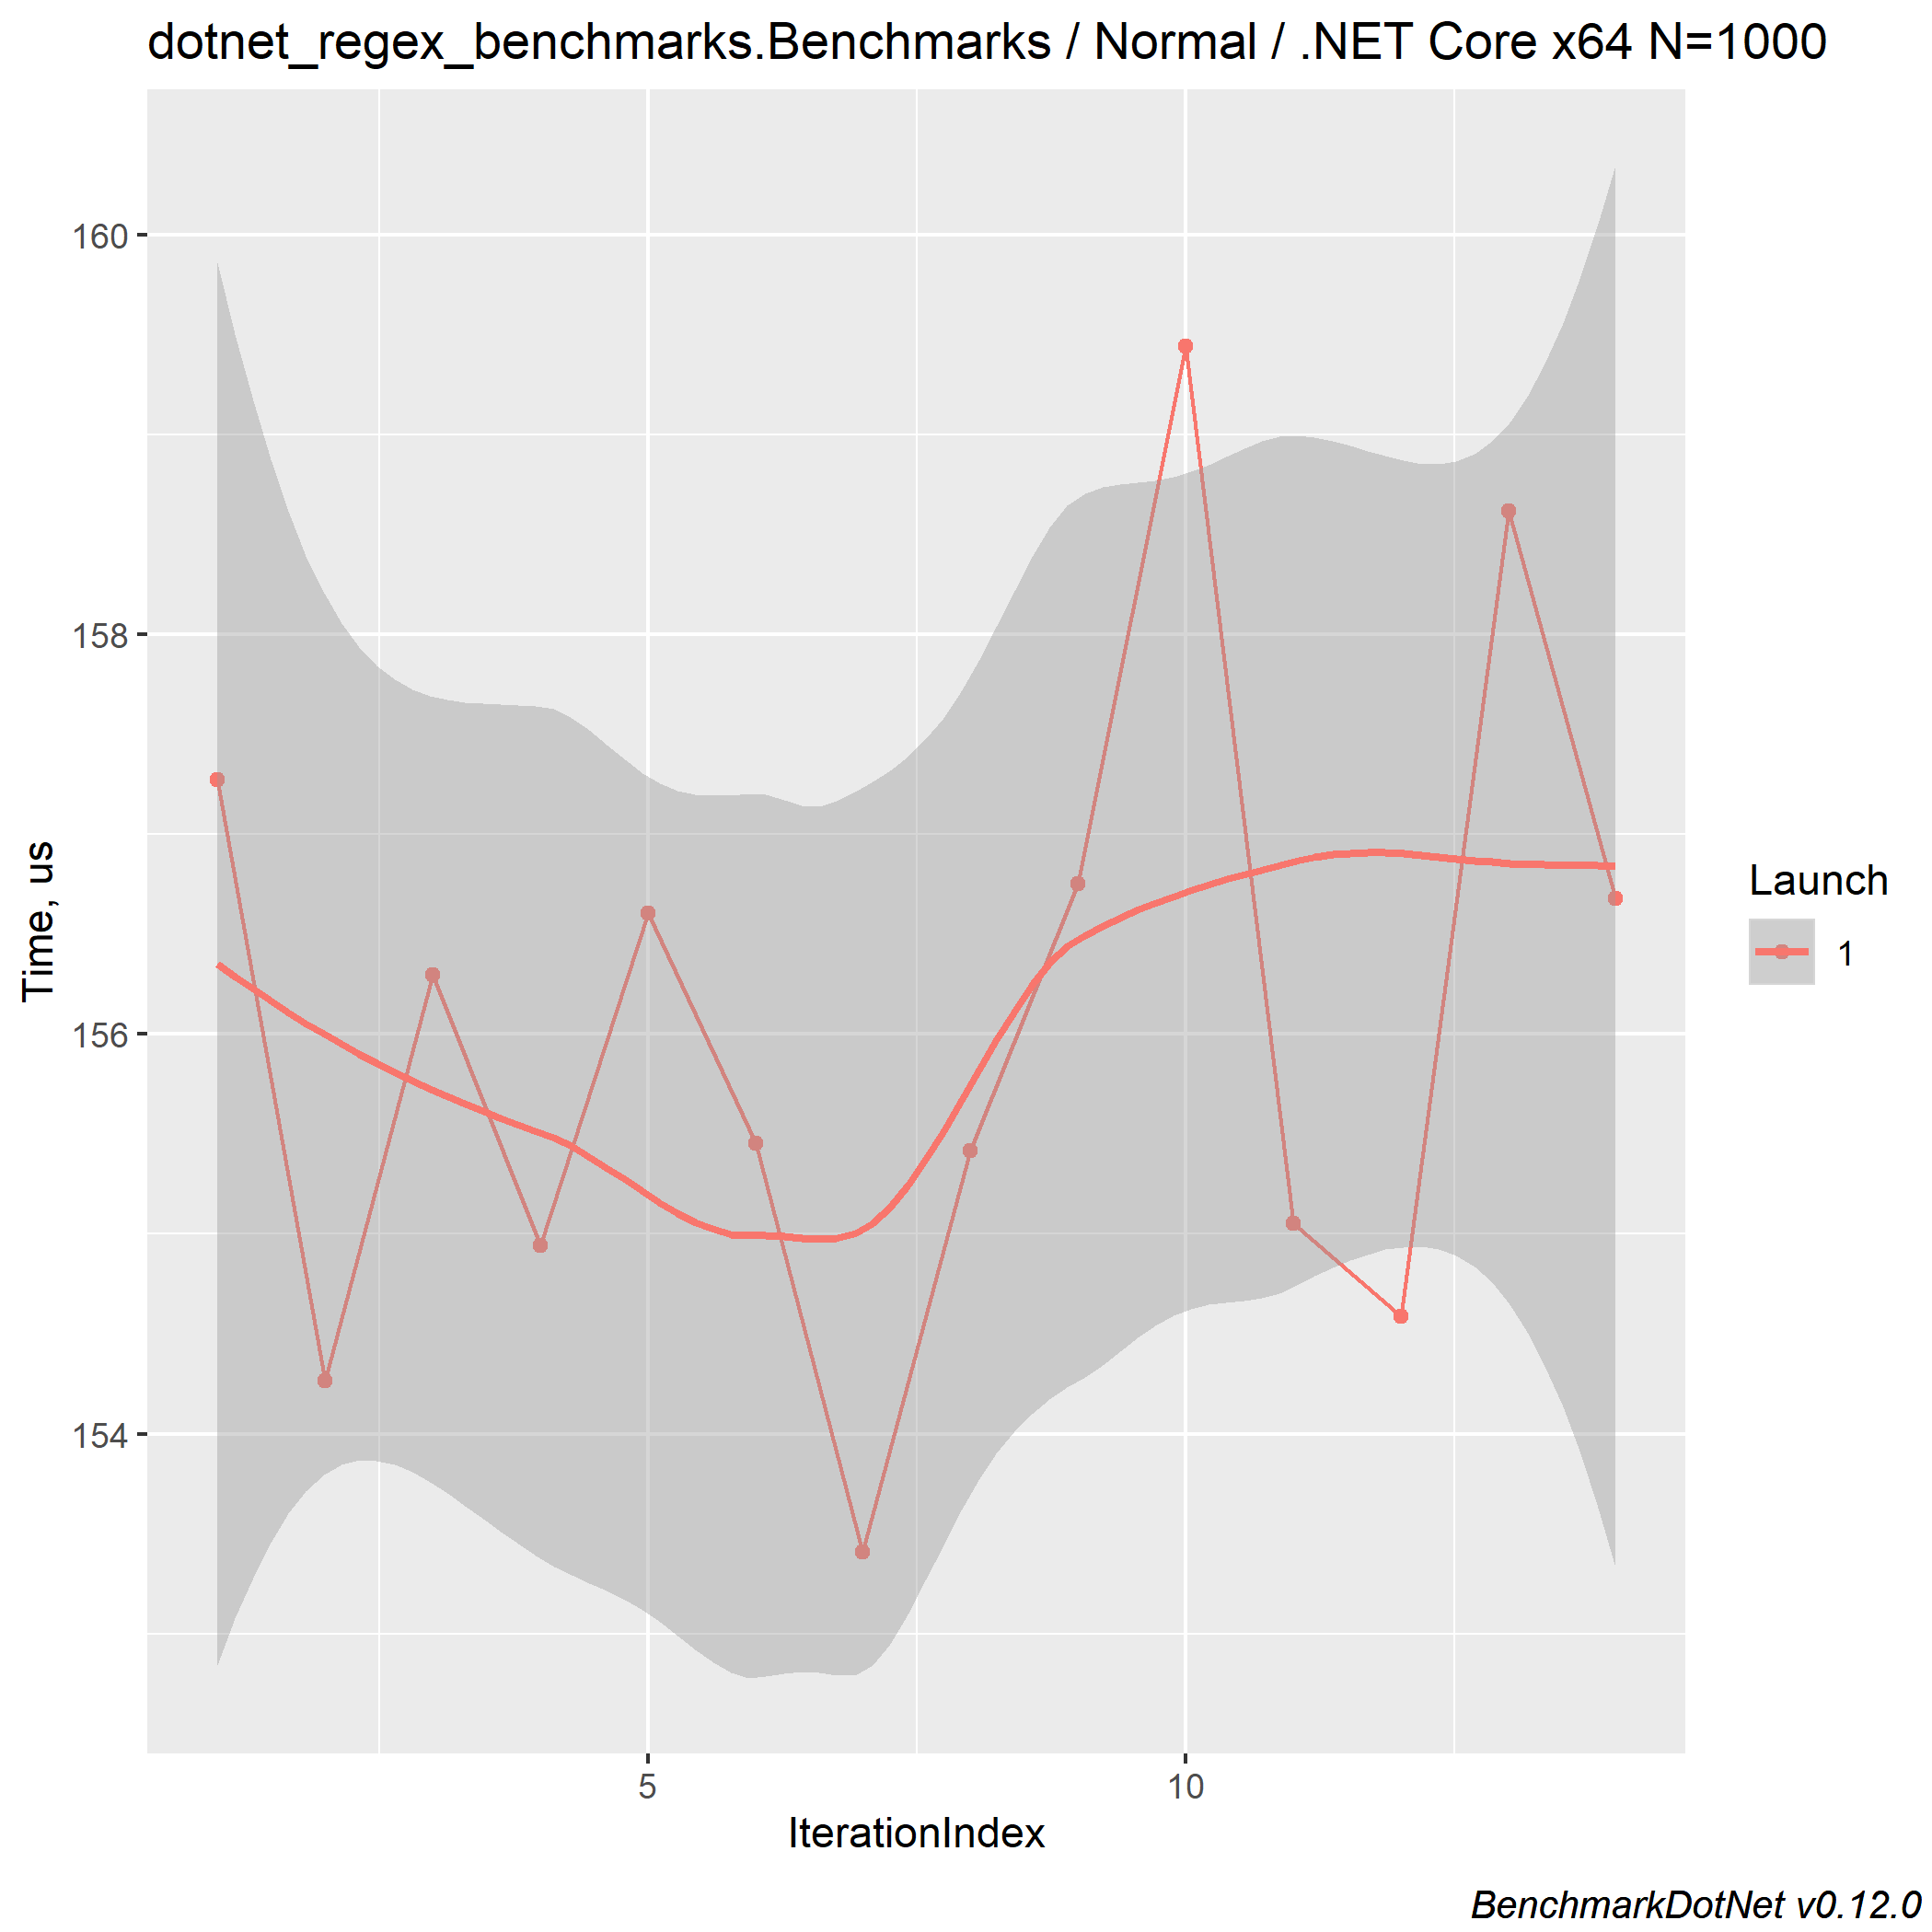 dotnet_regex_benchmarks.Benchmarks / Normal / .NET Core x64 N=1000
160
158
156
154
Time, us
5
10
IterationIndex
Launch
1
BenchmarkDotNet v0.12.0